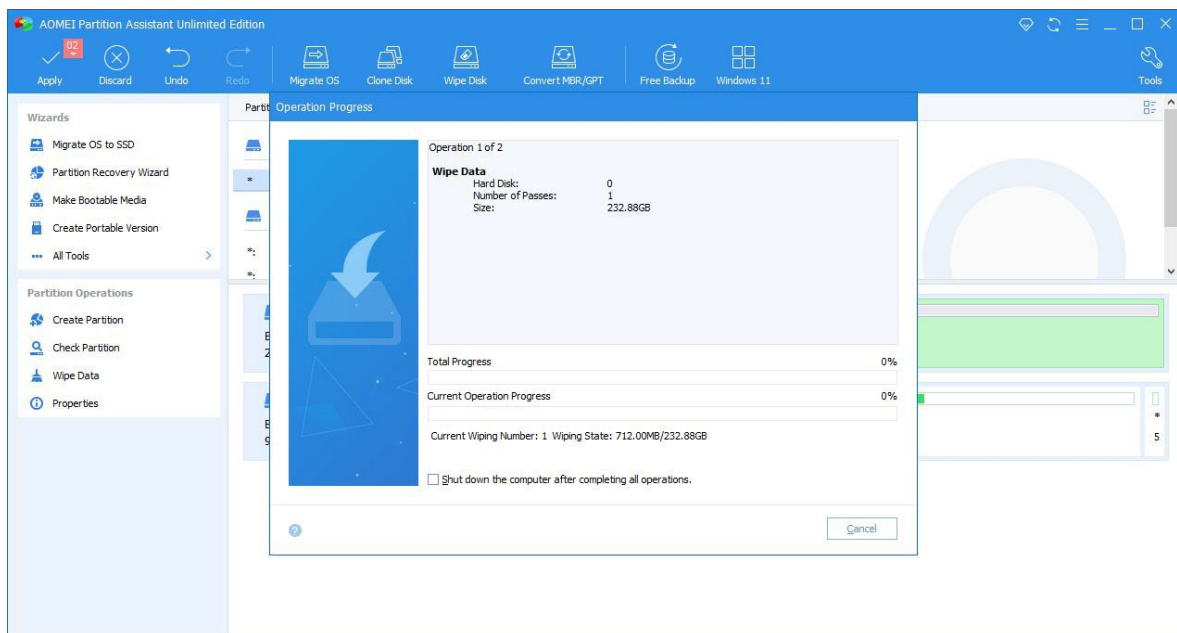 AOMEI Partition Assistant Unlimited Edition
02
Apply Discard Undo Redo Migrate OS Clone Disk Wipe Disk Convert MBR/GPT Free Backup Windows 11 Tools
Wizards
Migrate OS to SSD
Partition Recovery Wizard
Make Bootable Media
Create Portable Version
All Tools
Partition Operations
Create Partition
Check Partition
Wipe Data
Properties
Partit
*
*:
*:
Operation Progress
Operation 1 of 2
Wipe Data
Hard Disk: 0
Number of Passes: 1
Size: 232.88GB
Total Progress 0%
Current Operation Progress 0%
Current Wiping Number: 1 Wiping State: 712.00MB/232.88GB
Shut down the computer after completing all operations.
Cancel
*
5